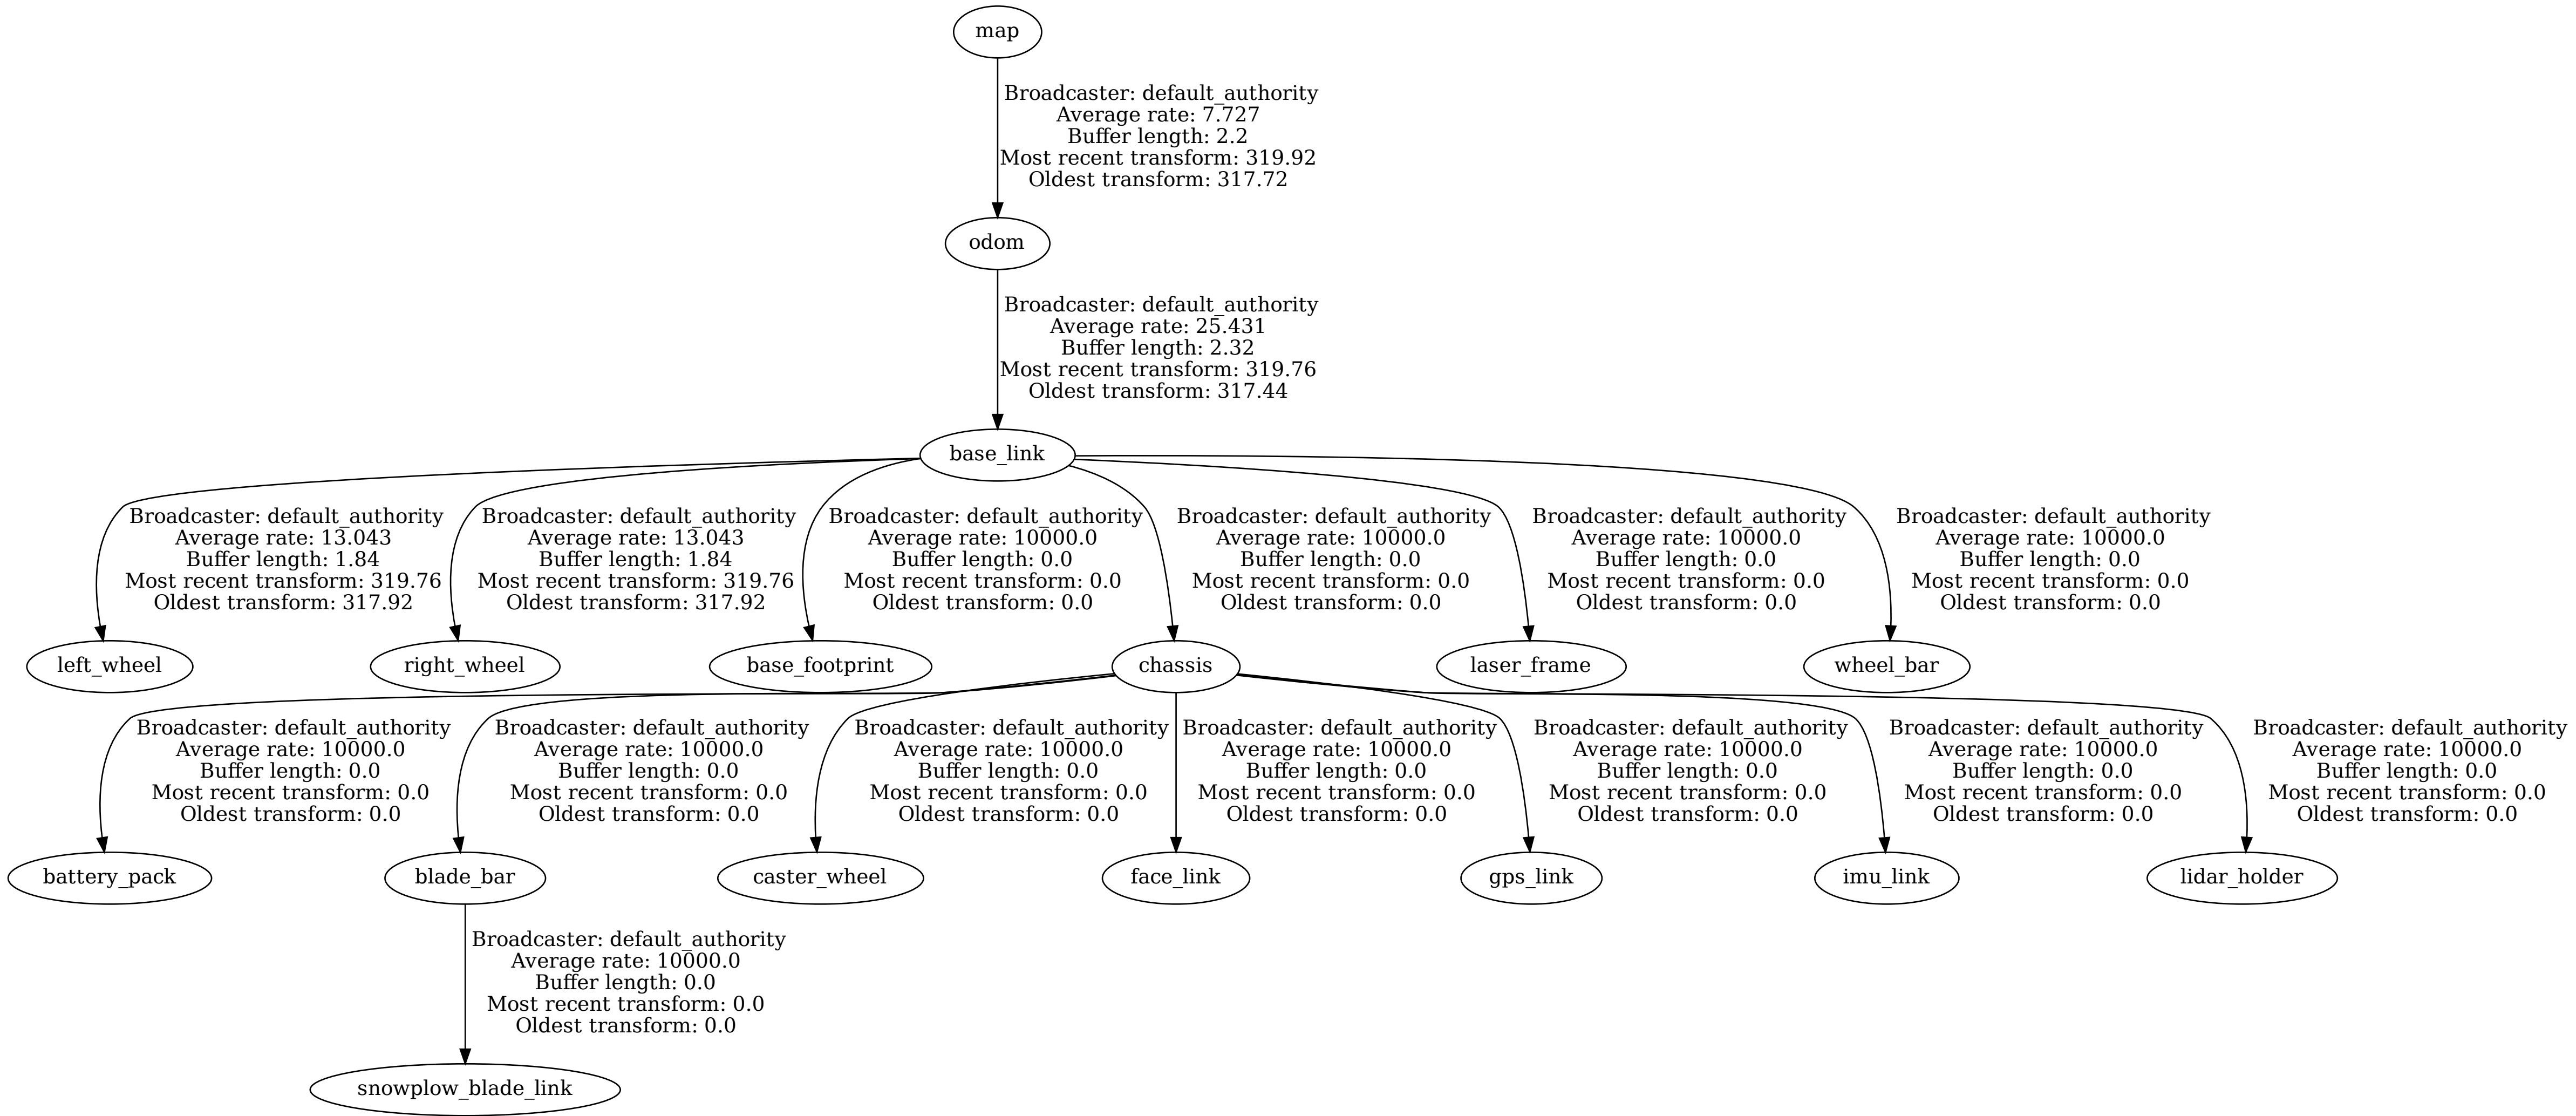 map
Broadcaster: default_authority
Average rate: 7.727
Buffer length: 2.2
Most recent transform: 319.92
Oldest transform: 317.72
odom
Broadcaster: default_authority
Average rate: 25.431
Buffer length: 2.32
Most recent transform: 319.76
Oldest transform: 317.44
base_link
Broadcaster: default_authority
Average rate: 13.043
Buffer length: 1.84
Most recent transform: 319.76
Oldest transform: 317.92
Broadcaster: default_authority
Average rate: 13.043
Buffer length: 1.84
Most recent transform: 319.76
Oldest transform: 317.92
Broadcaster: default_authority
Average rate: 10000.0
Buffer length: 0.0
Most recent transform: 0.0
Oldest transform: 0.0
Broadcaster: default_authority
Average rate: 10000.0
Buffer length: 0.0
Most recent transform: 0.0
Oldest transform: 0.0
Broadcaster: default_authority
Average rate: 10000.0
Buffer length: 0.0
Most recent transform: 0.0
Oldest transform: 0.0
Broadcaster: default_authority
Average rate: 10000.0
Buffer length: 0.0
Most recent transform: 0.0
Oldest transform: 0.0
left_wheel
right_wheel
base_footprint
chassis
laser_frame
wheel_bar
Broadcaster: default_authority
Average rate: 10000.0
Buffer length: 0.0
Most recent transform: 0.0
Oldest transform: 0.0
Broadcaster: default_authority
Average rate: 10000.0
Buffer length: 0.0
Most recent transform: 0.0
Oldest transform: 0.0
Broadcaster: default_authority
Average rate: 10000.0
Buffer length: 0.0
Most recent transform: 0.0
Oldest transform: 0.0
Broadcaster: default_authority
Average rate: 10000.0
Buffer length: 0.0
Most recent transform: 0.0
Oldest transform: 0.0
Broadcaster: default_authority
Average rate: 10000.0
Buffer length: 0.0
Most recent transform: 0.0
Oldest transform: 0.0
Broadcaster: default_authority
Average rate: 10000.0
Buffer length: 0.0
Most recent transform: 0.0
Oldest transform: 0.0
Broadcaster: default_authority
Average rate: 10000.0
Buffer length: 0.0
Most recent transform: 0.0
Oldest transform: 0.0
battery_pack
blade_bar
caster_wheel
face_link
gps_link
imu_link
lidar_holder
Broadcaster: default_authority
Average rate: 10000.0
Buffer length: 0.0
Most recent transform: 0.0
Oldest transform: 0.0
snowplow_blade_link